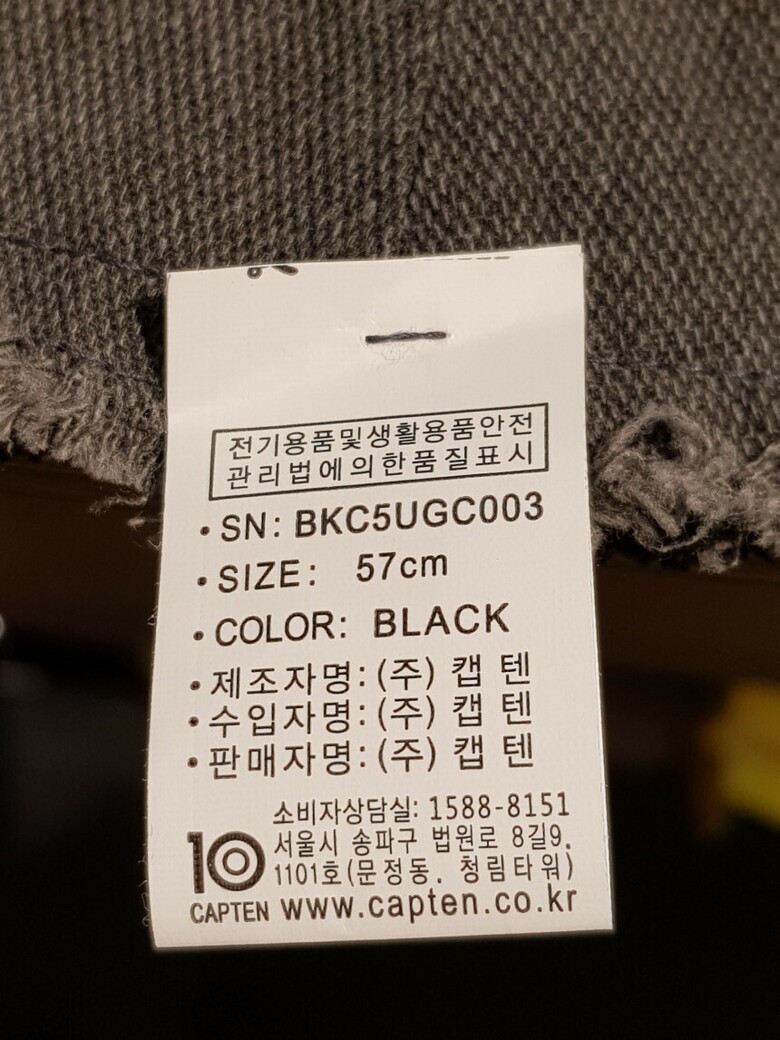 전기용품및생활용품안전
관리법에의한품질표시
• SN: BKC5UGC003
• SIZE: 57cm
• COLOR: BLACK
• 제조자명: (주) 캡텐
• 수입자명: (주) 캡텐
• 판매자명: (주) 캡텐
소비자상담실: 1588-8151
서울시 송파구 법원로 8길9,
1101호(문정동, 청림타워)
10
CAPTEN www.capten.co.kr